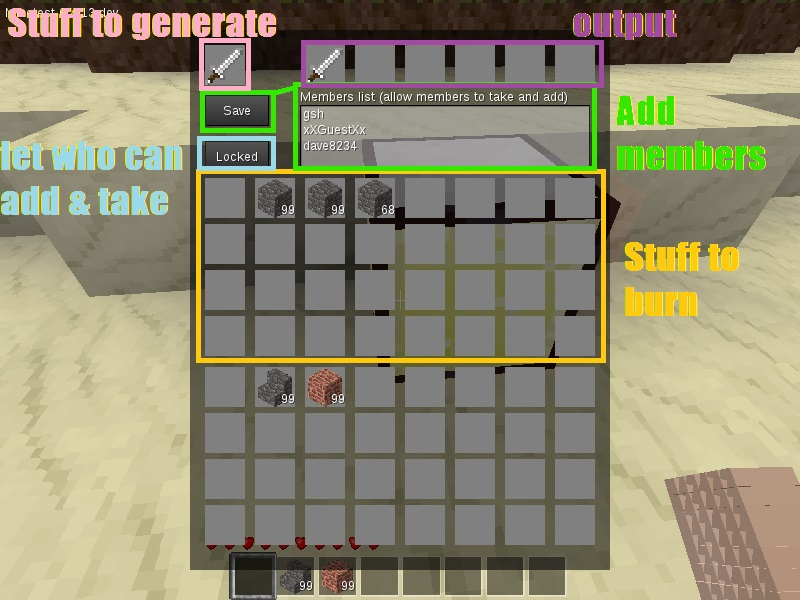 Stuff to generate
output
Save
Members list (allow members to take and add)
gsh
xXGuestXx
dave8234
Add
members
let who can
add & take
Locked
99
99
68
Stuff to
burn
99
99
99
99